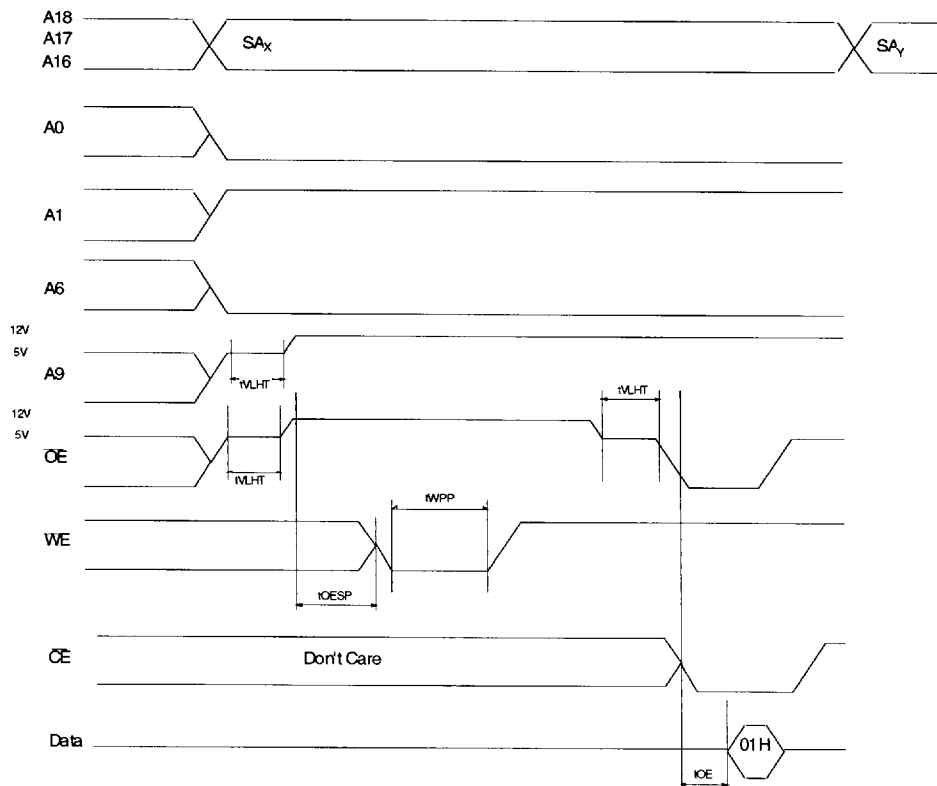 A18
A17
A16
SAX
SAY
A0
A1
A6
12V
5V
A9
tVLHT
tVLHT
12V
5V
OE
tVLHT
tWPP
WE
tOESP
CE
Don't Care
Data
01H
tOE